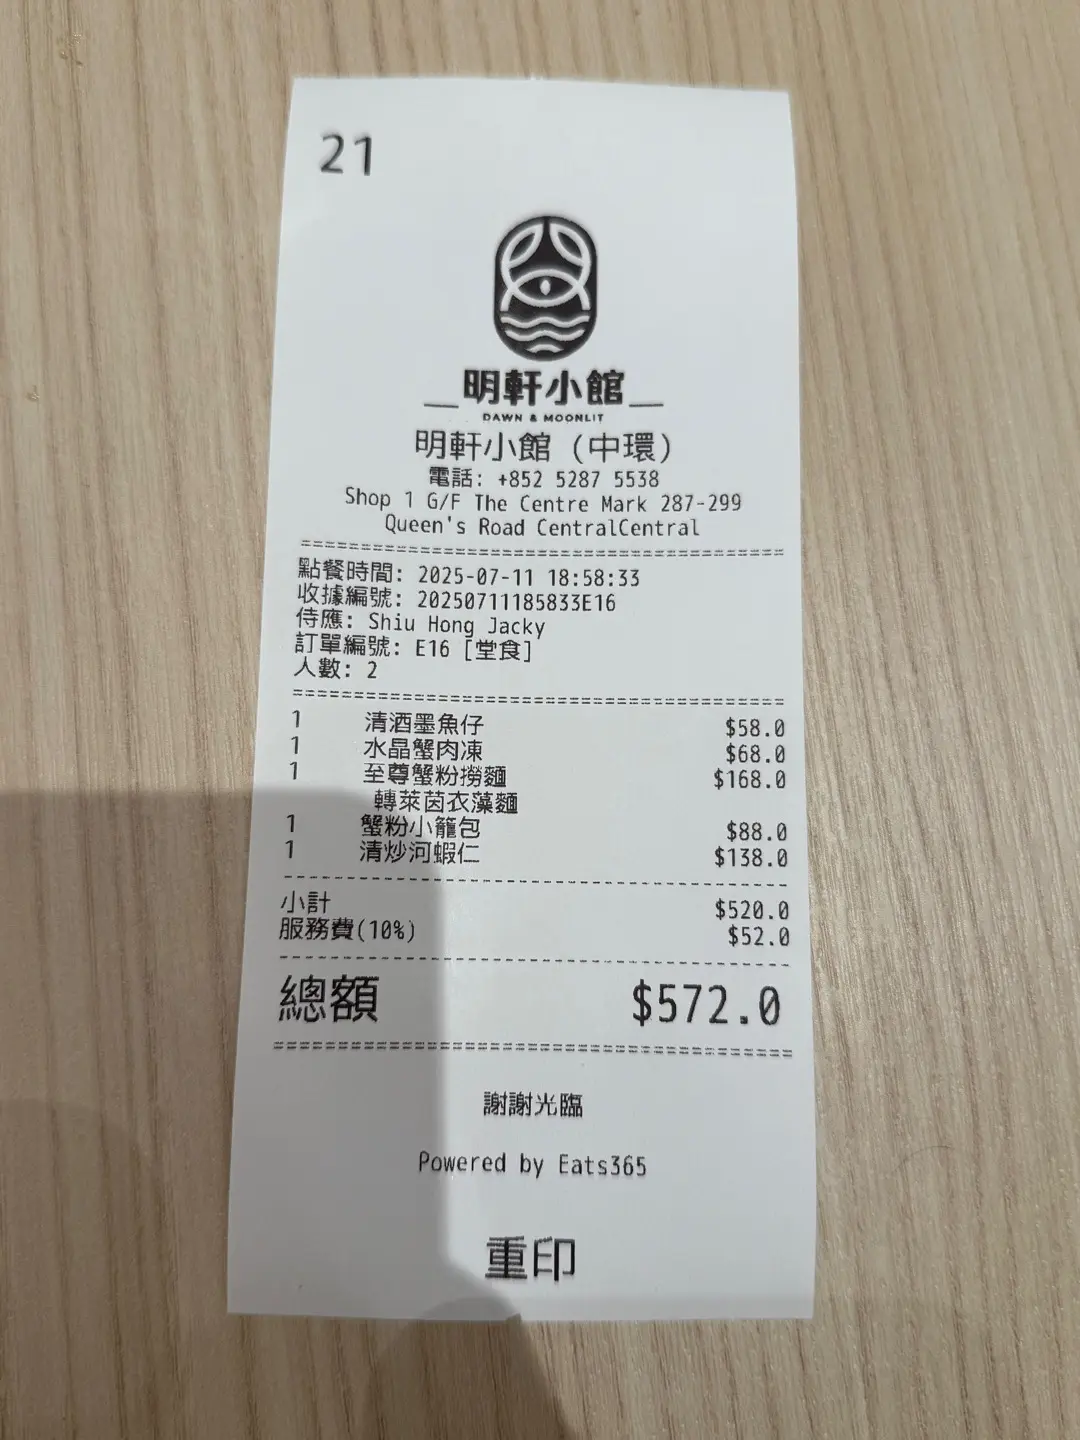 21
明軒小館
DAWN & MOONLIT
明軒小館 (中環)
電話: +852 5287 5538
Shop 1 G/F The Centre Mark 287-299
Queen's Road CentralCentral
點餐時間: 2025-07-11 18:58:33
收據編號: 20250711185833E16
侍應: Shiu Hong Jacky
訂單編號: E16 [堂食]
人數: 2
1 清酒墨魚仔 $58.0
1 水晶蟹肉凍 $68.0
1 至尊蟹粉撈麵 $168.0
轉萊茵衣藻麵
1 蟹粉小籠包 $88.0
1 清炒河蝦仁 $138.0
小計 $520.0
服務費(10%) $52.0
總額 $572.0
謝謝光臨
Powered by Eats365
重印